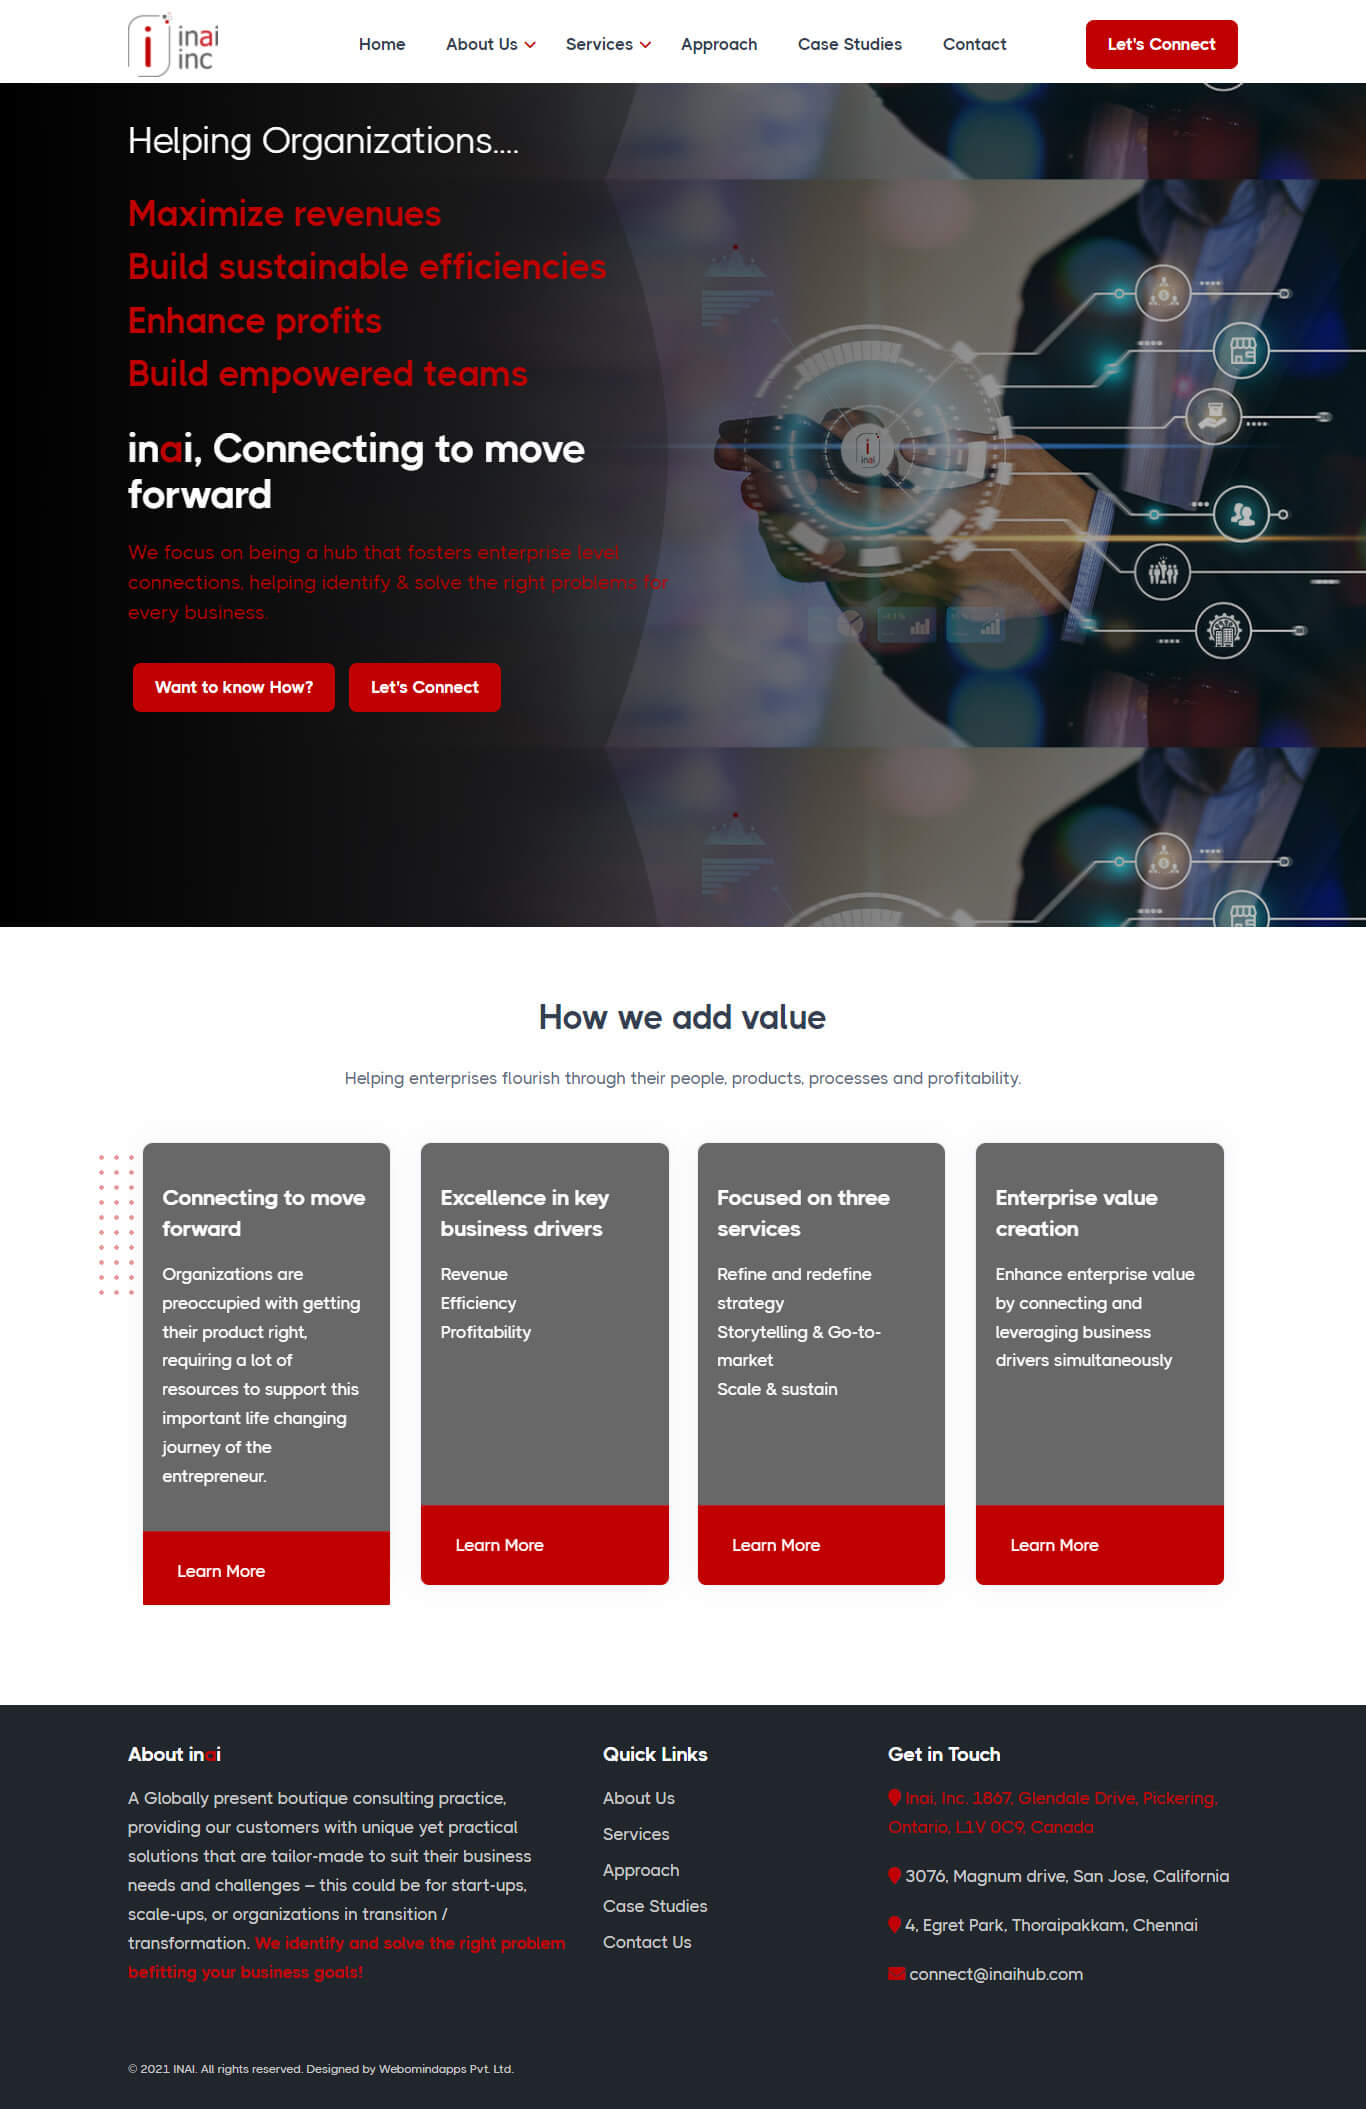 inai
inc
Home About Us Services Approach Case Studies Contact Let's Connect
Helping Organizations....
Maximize revenues
Build sustainable efficiencies
Enhance profits
Build empowered teams
inai, Connecting to move
forward
We focus on being a hub that fosters enterprise level
connections, helping identify & solve the right problems for
every business.
Want to know How? Let's Connect
inai
How we add value
Helping enterprises flourish through their people, products, processes and profitability.
Connecting to move
forward
Organizations are
preoccupied with getting
their product right,
requiring a lot of
resources to support this
important life changing
journey of the
entrepreneur.
Learn More
Excellence in key
business drivers
Revenue
Efficiency
Profitability
Learn More
Focused on three
services
Refine and redefine
strategy
Storytelling & Go-to-
market
Scale & sustain
Learn More
Enterprise value
creation
Enhance enterprise value
by connecting and
leveraging business
drivers simultaneously
Learn More
About inai
A Globally present boutique consulting practice,
providing our customers with unique yet practical
solutions that are tailor-made to suit their business
needs and challenges – this could be for start-ups,
scale-ups, or organizations in transition /
transformation. We identify and solve the right problem
befitting your business goals!
Quick Links
About Us
Services
Approach
Case Studies
Contact Us
Get in Touch
Inai, Inc. 1867, Glendale Drive, Pickering,
Ontario, L1V 0C9, Canada
3076, Magnum drive, San Jose, California
4, Egret Park, Thoraipakkam, Chennai
connect@inaihub.com
© 2021 INAI. All rights reserved. Designed by Webomindapps Pvt. Ltd.